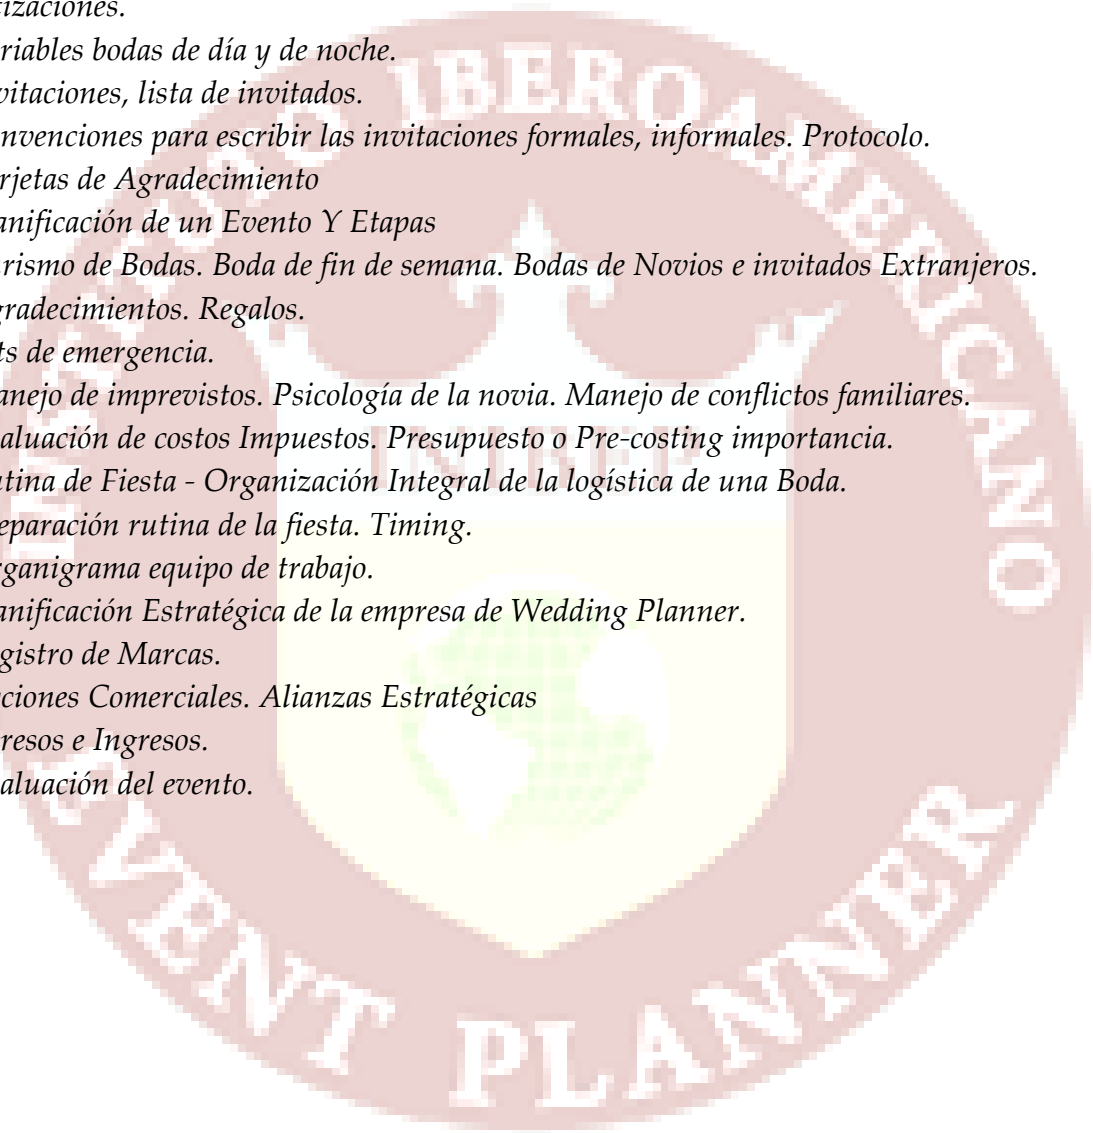 tizaciones.
riables bodas de día y de noche.
vitaciones, lista de invitados.
nvenciones para escribir las invitaciones formales, informales. Protocolo.
rjetas de Agradecimiento
anificación de un Evento Y Etapas
urismo de Bodas. Boda de fin de semana. Bodas de Novios e invitados Extranjeros.
gradecimientos. Regalos.
ts de emergencia.
anejo de imprevistos. Psicología de la novia. Manejo de conflictos familiares.
aluación de costos Impuestos. Presupuesto o Pre-costing importancia.
utina de Fiesta - Organización Integral de la logística de una Boda.
eparación rutina de la fiesta. Timing.
rganigrama equipo de trabajo.
anificación Estratégica de la empresa de Wedding Planner.
gistro de Marcas.
ciones Comerciales. Alianzas Estratégicas
resos e Ingresos.
aluación del evento.
INSTITUTO IBEROAMERICANO
EVENT PLANNER